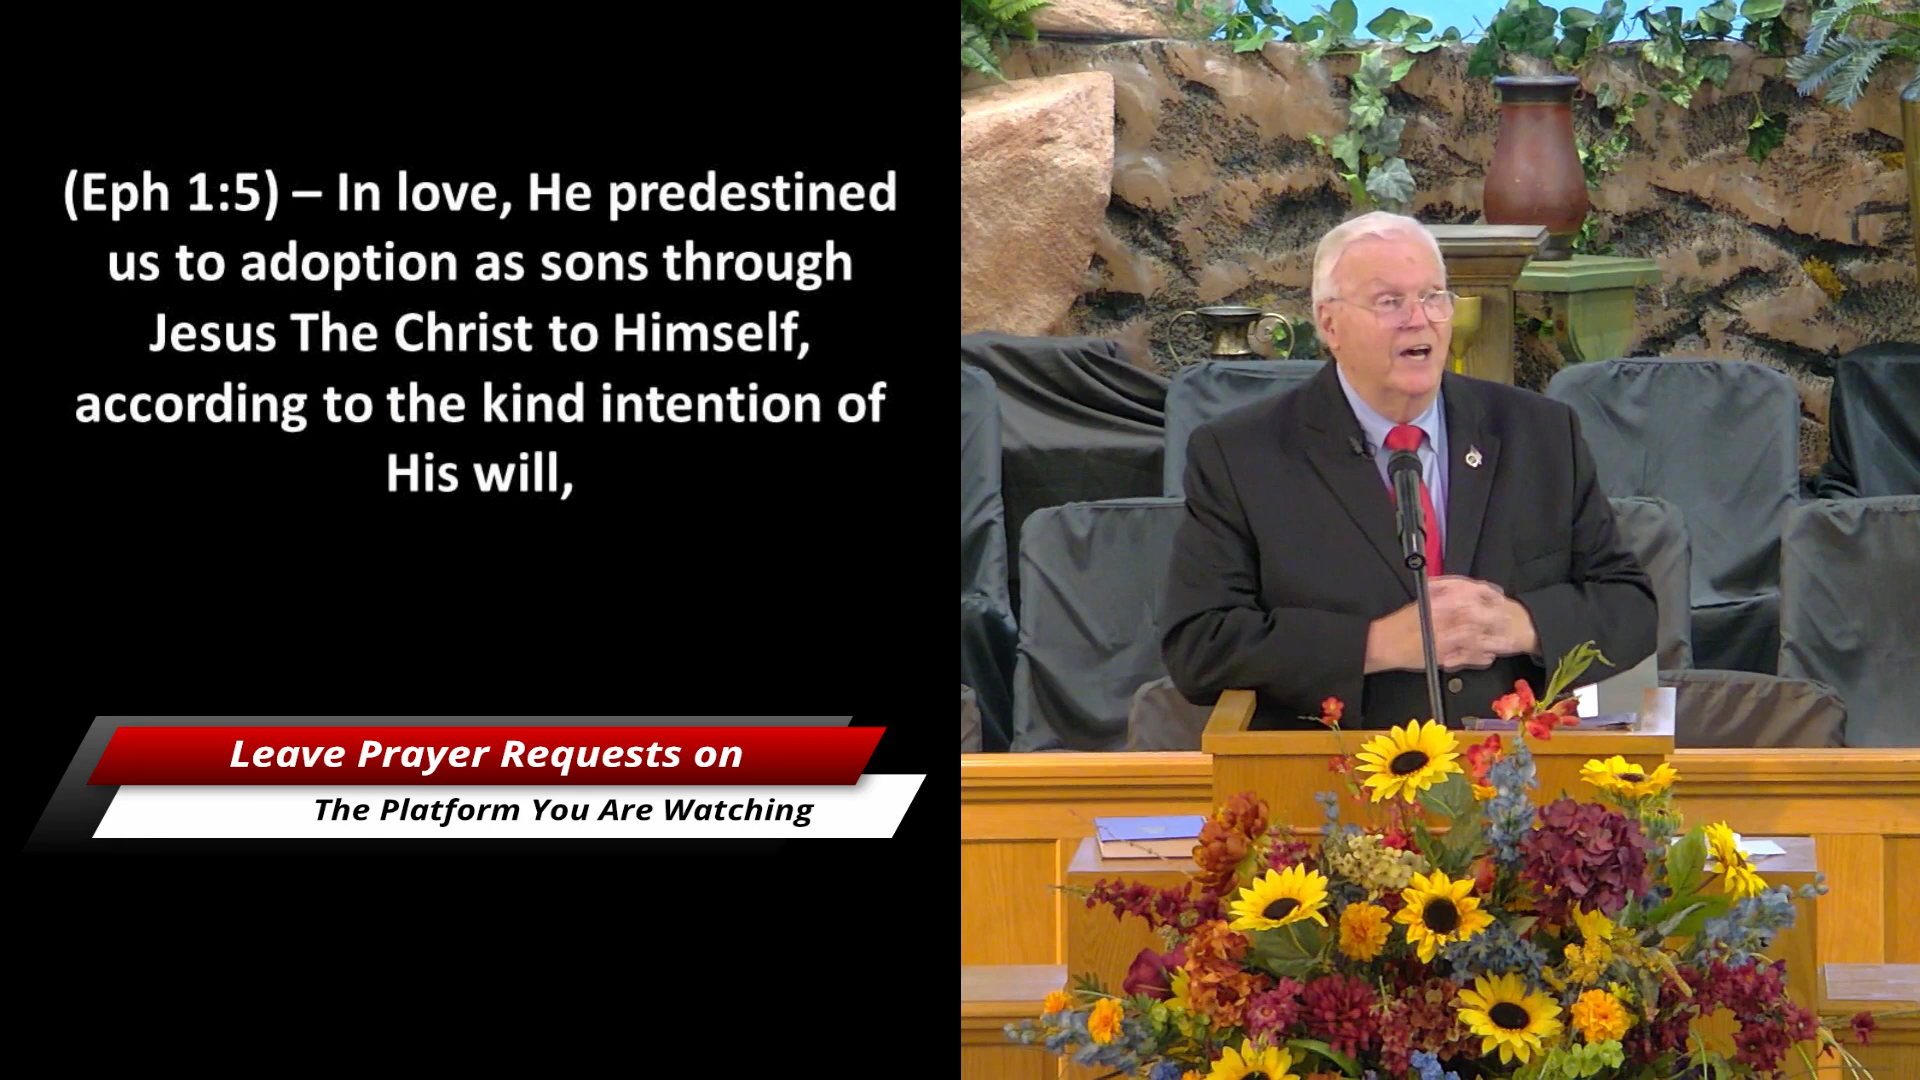 (Eph 1:5) – In love, He predestined
us to adoption as sons through
Jesus The Christ to Himself,
according to the kind intention of
His will,
Leave Prayer Requests on
The Platform You Are Watching